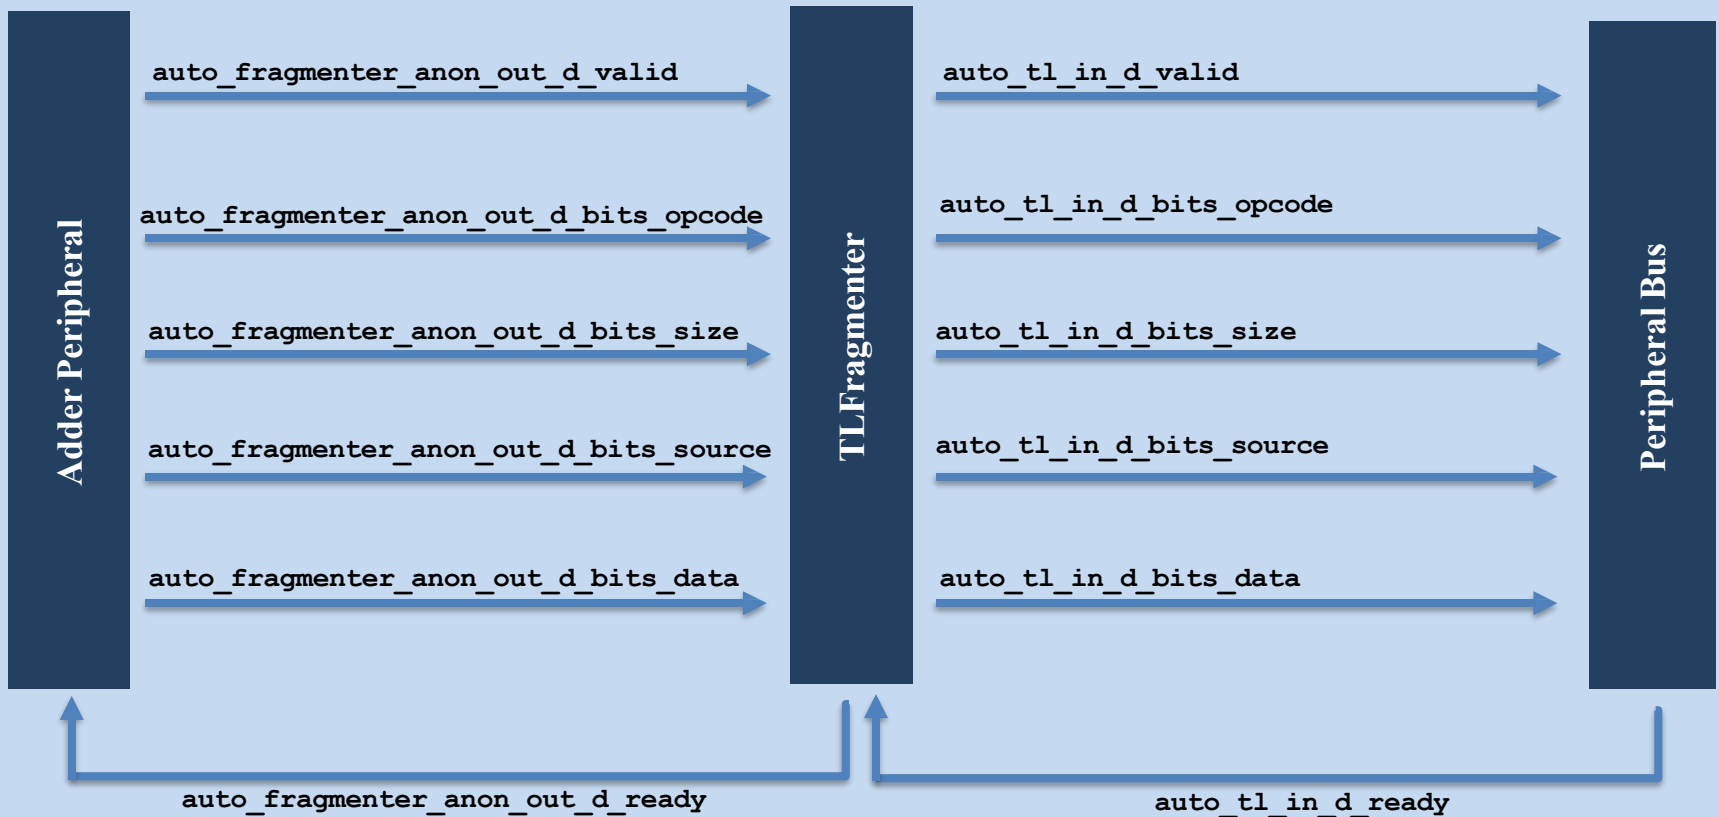 auto_fragmenter_anon_out_d_valid
auto_tl_in_d_valid
auto_fragmenter_anon_out_d_bits_opcode
auto_tl_in_d_bits_opcode
Adder Peripheral
TLFragmenter
Peripheral Bus
auto_fragmenter_anon_out_d_bits_size
auto_tl_in_d_bits_size
auto_fragmenter_anon_out_d_bits_source
auto_tl_in_d_bits_source
auto_fragmenter_anon_out_d_bits_data
auto_tl_in_d_bits_data
auto_fragmenter_anon_out_d_ready
auto_tl_in_d_ready